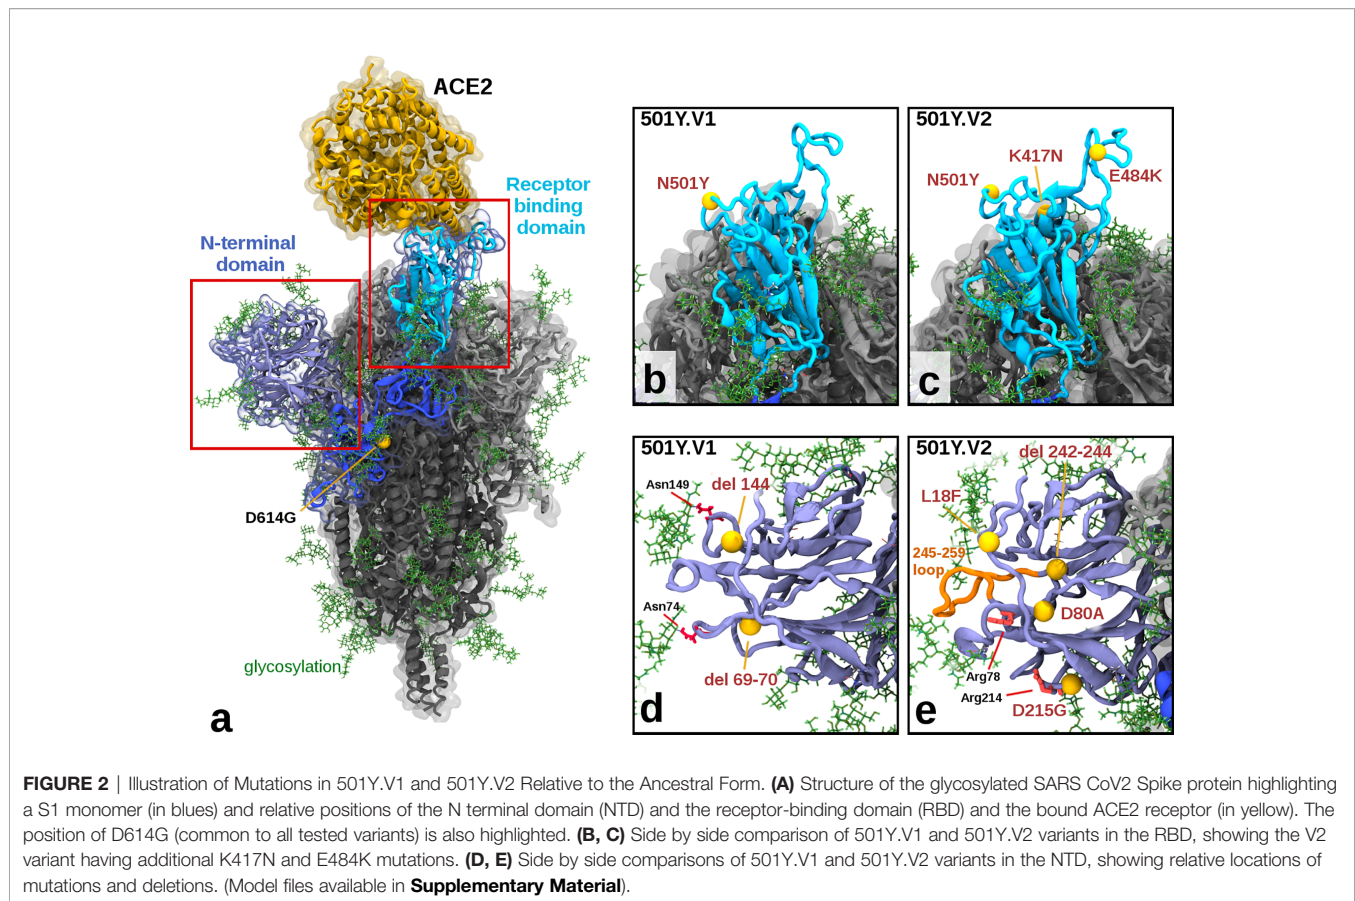 ACE2
Receptor
binding
domain
N-terminal
domain
D614G
glycosylation
a
501Y.V1
N501Y
b
501Y.V2
K417N
N501Y
E484K
c
501Y.V1
Asn149
del 144
Asn74
del 69-70
d
501Y.V2
del 242-244
L18F
245-259
loop
D80A
Arg78
Arg214
D215G
e
FIGURE 2 | Illustration of Mutations in 501Y.V1 and 501Y.V2 Relative to the Ancestral Form. (A) Structure of the glycosylated SARS CoV2 Spike protein highlighting
a S1 monomer (in blues) and relative positions of the N terminal domain (NTD) and the receptor-binding domain (RBD) and the bound ACE2 receptor (in yellow). The
position of D614G (common to all tested variants) is also highlighted. (B, C) Side by side comparison of 501Y.V1 and 501Y.V2 variants in the RBD, showing the V2
variant having additional K417N and E484K mutations. (D, E) Side by side comparisons of 501Y.V1 and 501Y.V2 variants in the NTD, showing relative locations of
mutations and deletions. (Model files available in Supplementary Material).